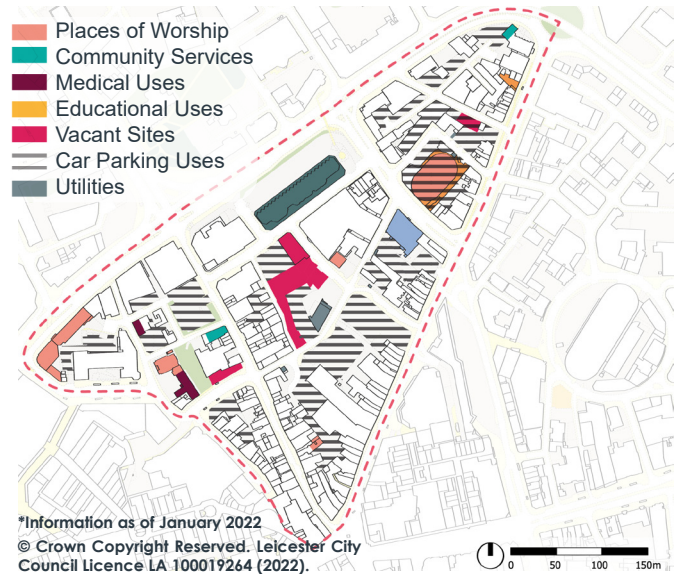 Places of Worship
Community Services
Medical Uses
Educational Uses
Vacant Sites
Car Parking Uses
Utilities
*Information as of January 2022
© Crown Copyright Reserved. Leicester City
Council Licence LA 100019264 (2022).
0 50 100 150m